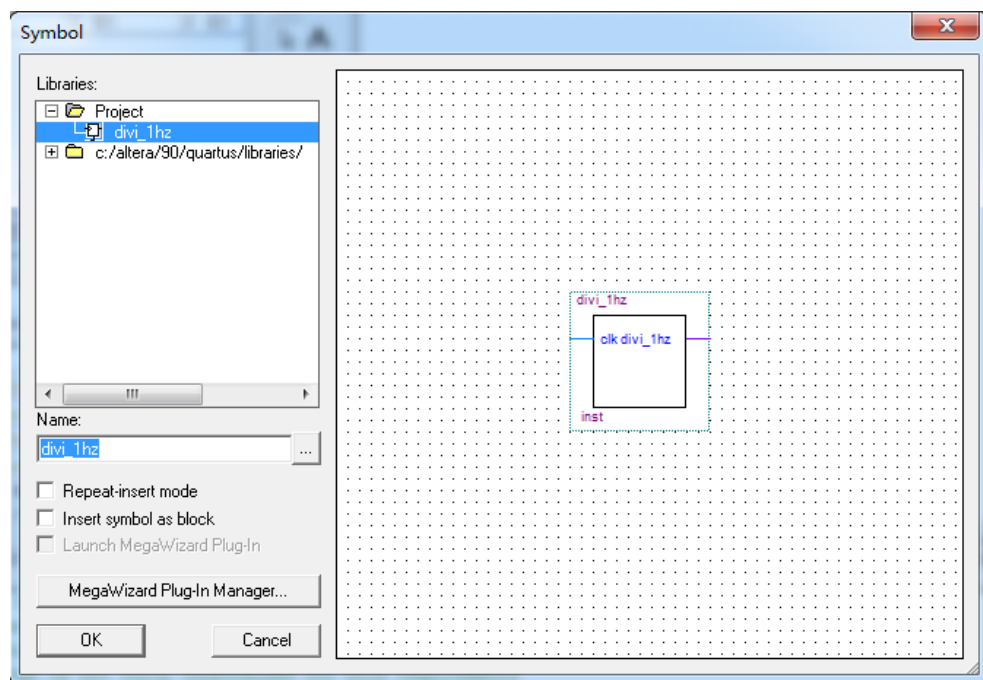 Symbol
Libraries:
Project
divi_1hz
c:/altera/90/quartus/libraries/
Name:
divi_1hz
...
Repeat-insert mode
Insert symbol as block
Launch MegaWizard Plug-In
MegaWizard Plug-In Manager...
OK
Cancel
divi_1hz
clk divi_1hz
inst